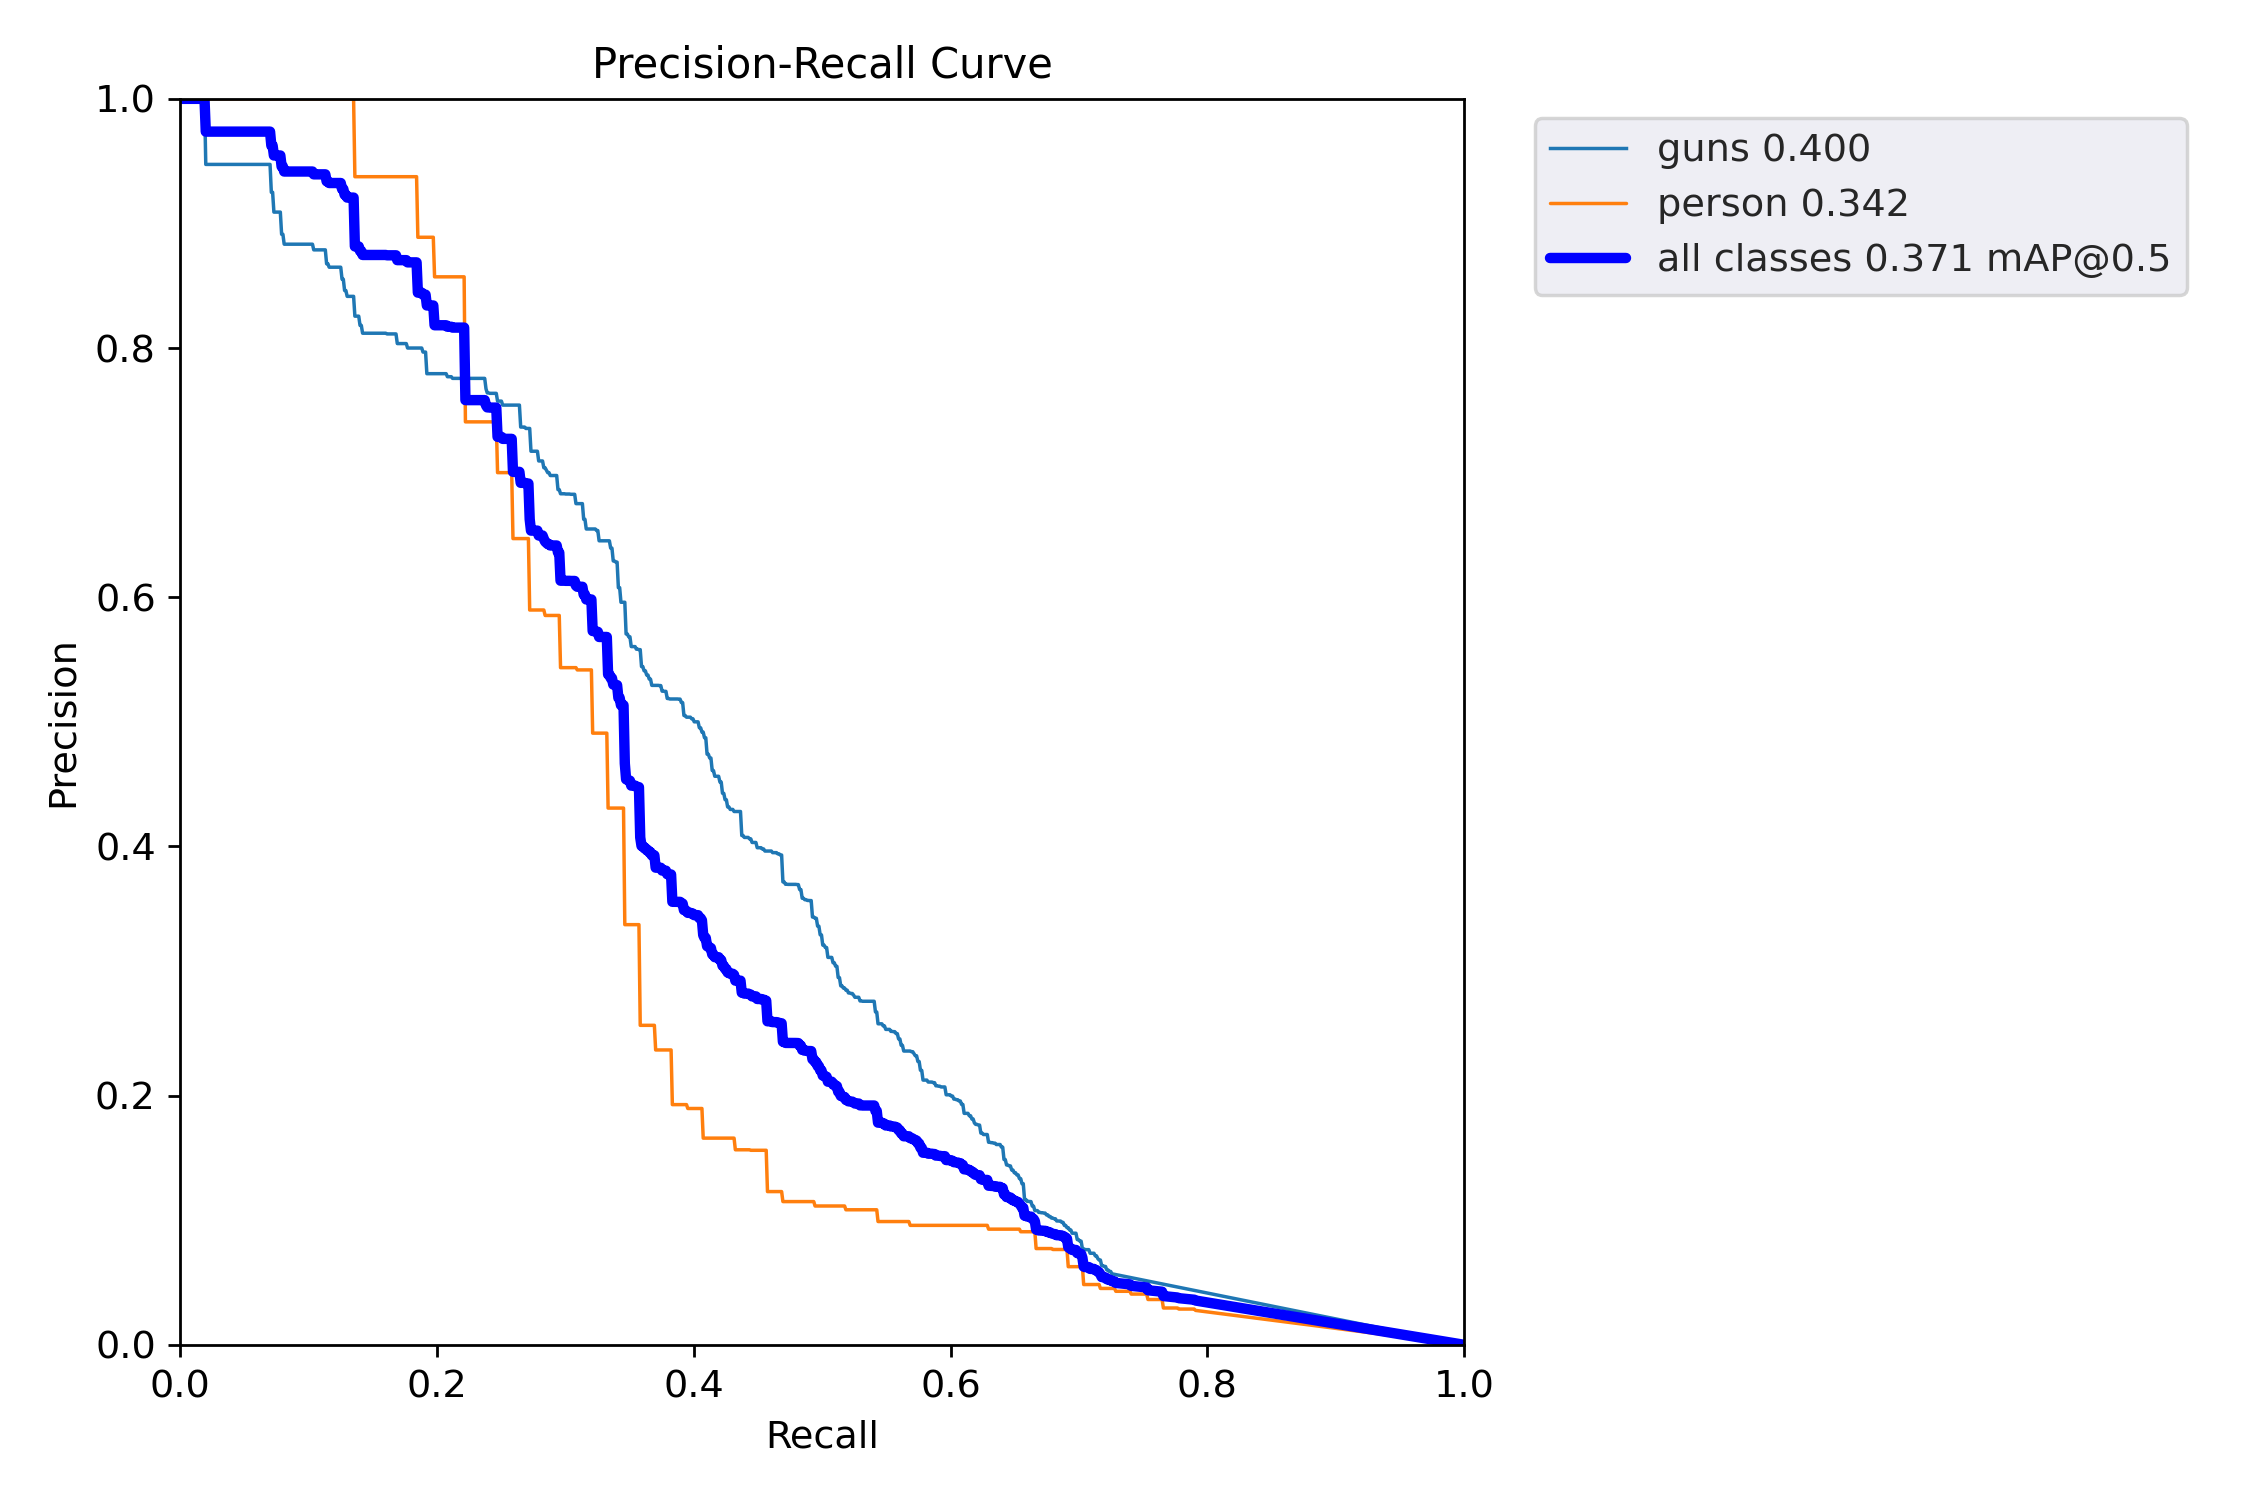 Precision-Recall Curve
1.0
0.8
0.6
0.4
0.2
0.0
Precision
0.0 0.2 0.4 0.6 0.8 1.0
Recall
guns 0.400
person 0.342
all classes 0.371 mAP@0.5